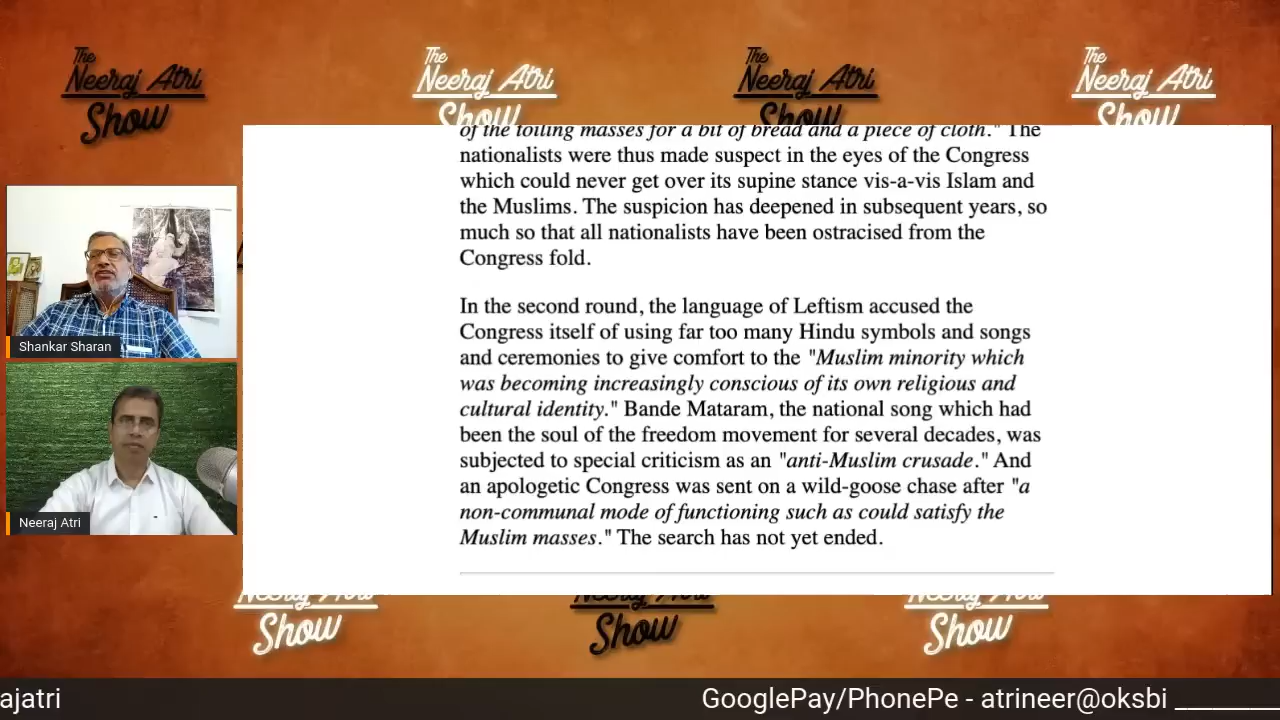 The
Neeraj Atri
Show
The
Neeraj Atri
Show
The
Neeraj Atri
Show
The
Neeraj Atri
Show
of the toiling masses for a bit of bread and a piece of cloth." The
nationalists were thus made suspect in the eyes of the Congress
which could never get over its supine stance vis-a-vis Islam and
the Muslims. The suspicion has deepened in subsequent years, so
much so that all nationalists have been ostracised from the
Congress fold.
In the second round, the language of Leftism accused the
Congress itself of using far too many Hindu symbols and songs
and ceremonies to give comfort to the "Muslim minority which
was becoming increasingly conscious of its own religious and
cultural identity." Bande Mataram, the national song which had
been the soul of the freedom movement for several decades, was
subjected to special criticism as an "anti-Muslim crusade." And
an apologetic Congress was sent on a wild-goose chase after "a
non-communal mode of functioning such as could satisfy the
Muslim masses." The search has not yet ended.
Shankar Sharan
Neeraj Atri
Neeraj Atri
Show
Neeraj Atri
Show
Neeraj Atri
Show
ajatri GooglePay/PhonePe - atrineer@oksbi